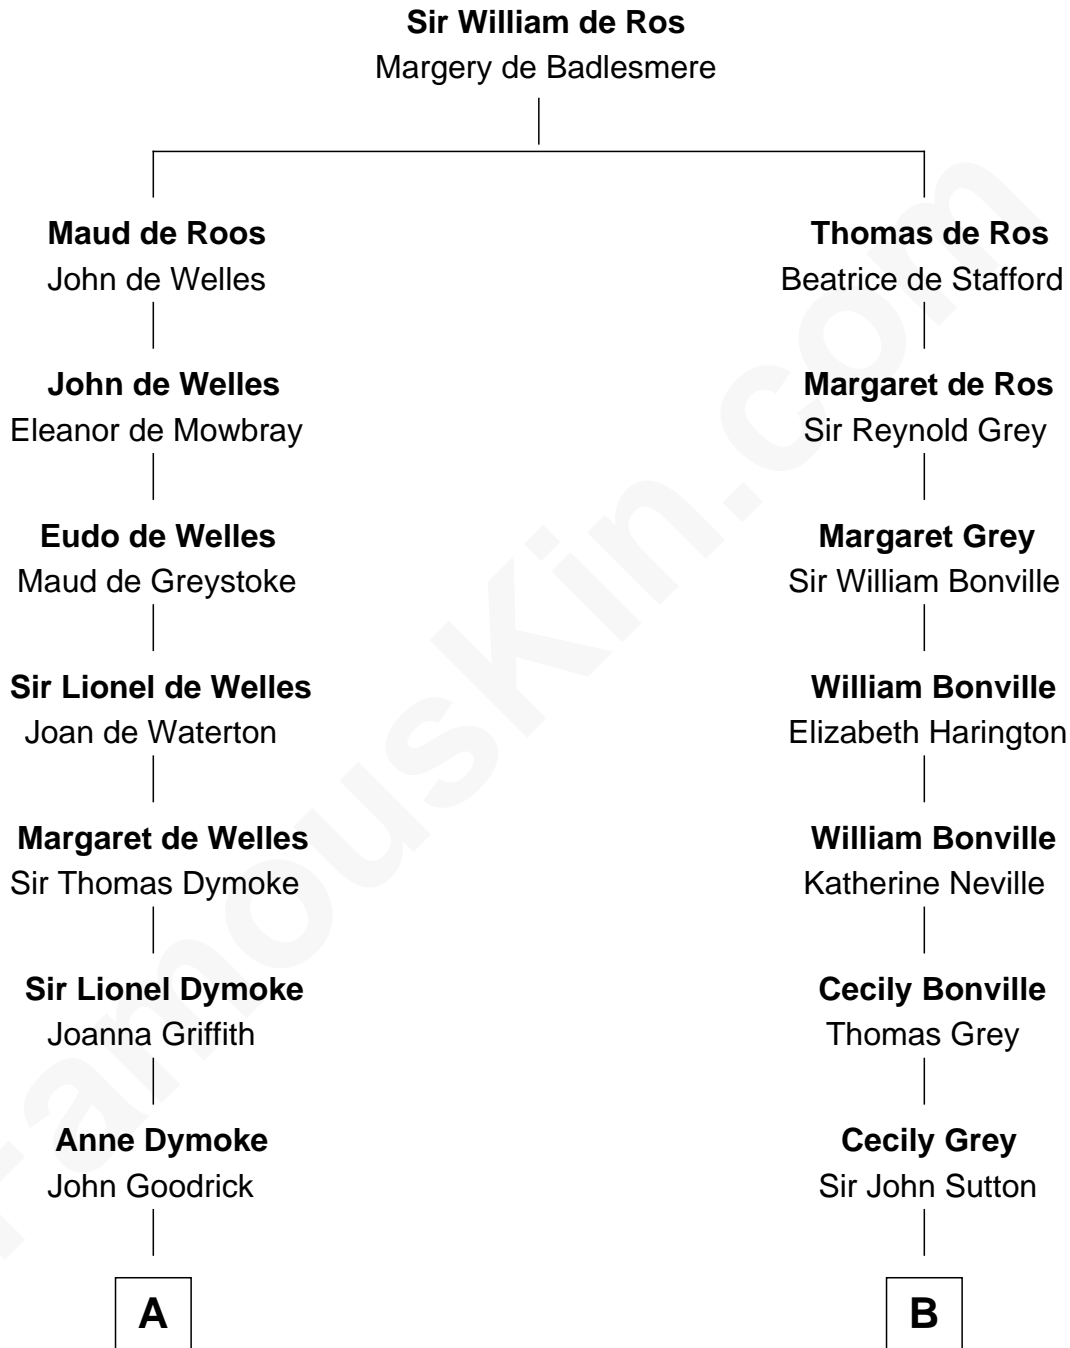 Sir William de Ros
Margery de Badlesmere
Maud de Roos
John de Welles
Thomas de Ros
Beatrice de Stafford
John de Welles
Eleanor de Mowbray
Margaret de Ros
Sir Reynold Grey
Eudo de Welles
Maud de Greystoke
Margaret Grey
Sir William Bonville
Sir Lionel de Welles
Joan de Waterton
William Bonville
Elizabeth Harington
Margaret de Welles
Sir Thomas Dymoke
William Bonville
Katherine Neville
Sir Lionel Dymoke
Joanna Griffith
Cecily Bonville
Thomas Grey
Anne Dymoke
John Goodrick
Cecily Grey
Sir John Sutton
A
B
FamousKin.com